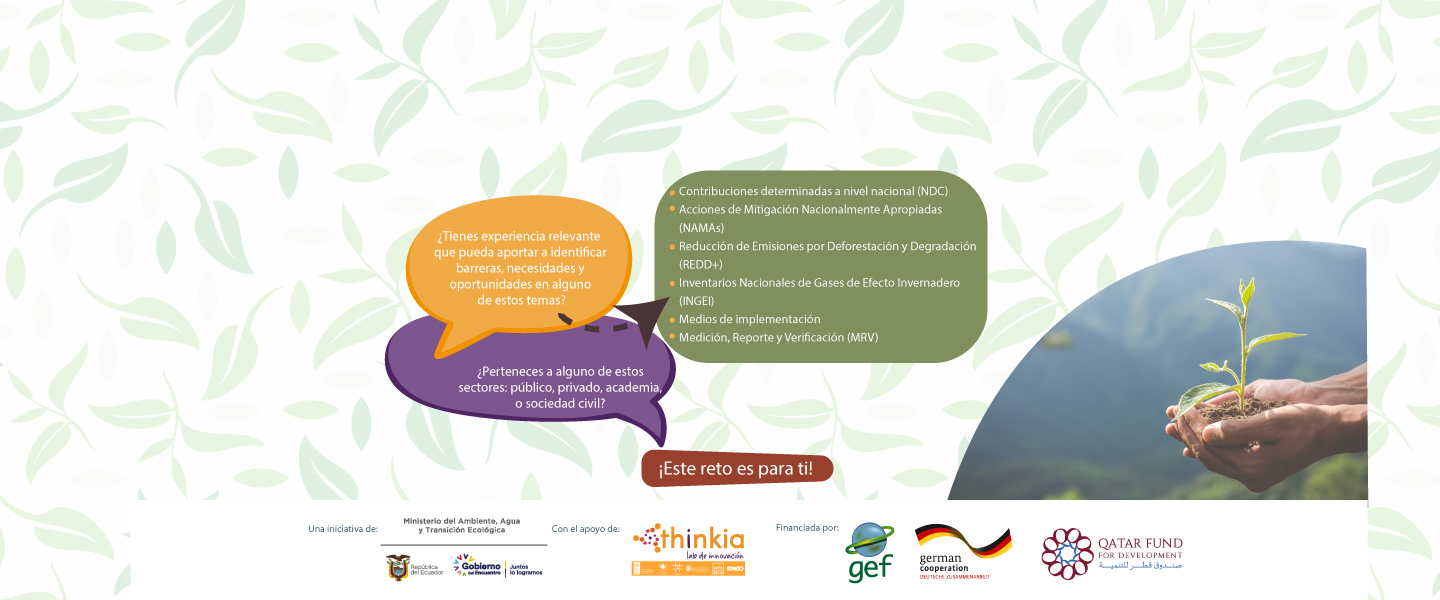 ¿Tienes experiencia relevante
que pueda aportar a identificar
barreras, necesidades y
oportunidades en alguno
de estos temas?
Contribuciones determinadas a nivel nacional (NDC)
Acciones de Mitigación Nacionalmente Apropiadas
(NAMAs)
Reducción de Emisiones por Deforestación y Degradación
(REDD+)
Inventarios Nacionales de Gases de Efecto Invernadero
(INGEI)
Medios de implementación
Medición, Reporte y Verificación (MRV)
¿Perteneces a alguno de estos
sectores: público, privado, academia,
o sociedad civil?
¡Este reto es para ti!
Una iniciativa de:
Ministerio del Ambiente, Agua
y Transición Ecológica
República
del Ecuador
Gobierno
del Encuentro
Juntos
lo logramos
Con el apoyo de:
thinkia
lab de innovación
Financiada por:
gef
german
cooperation
DEUTSCHE ZUSAMMENARBEIT
QATAR FUND
FOR DEVELOPMENT
صندوق قطر للتنمية